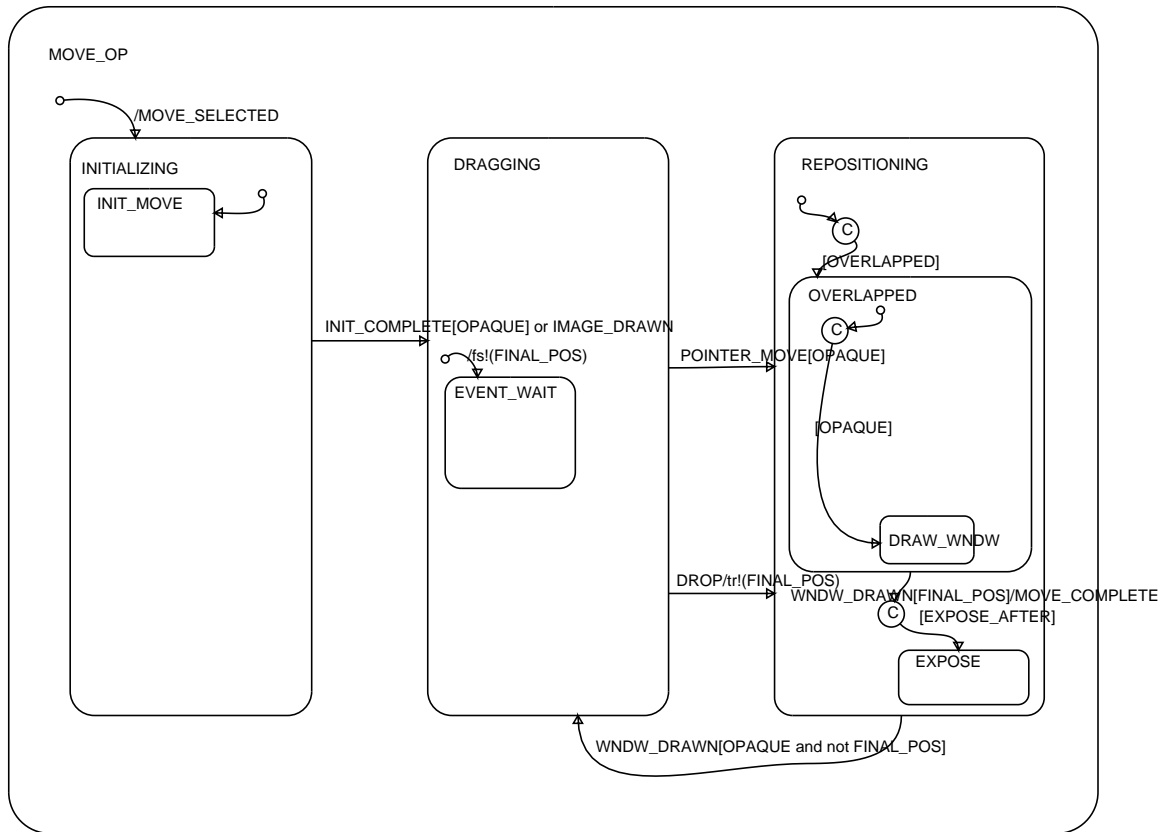 MOVE_OP
/MOVE_SELECTED
INITIALIZING
INIT_MOVE
DRAGGING
REPOSITIONING
C
[OVERLAPPED]
OVERLAPPED
C
INIT_COMPLETE[OPAQUE] or IMAGE_DRAWN
/fs!(FINAL_POS)
EVENT_WAIT
POINTER_MOVE[OPAQUE]
[OPAQUE]
DRAW_WNDW
DROP/tr!(FINAL_POS)
WNDW_DRAWN[FINAL_POS]/MOVE_COMPLETE
C
[EXPOSE_AFTER]
EXPOSE
WNDW_DRAWN[OPAQUE and not FINAL_POS]